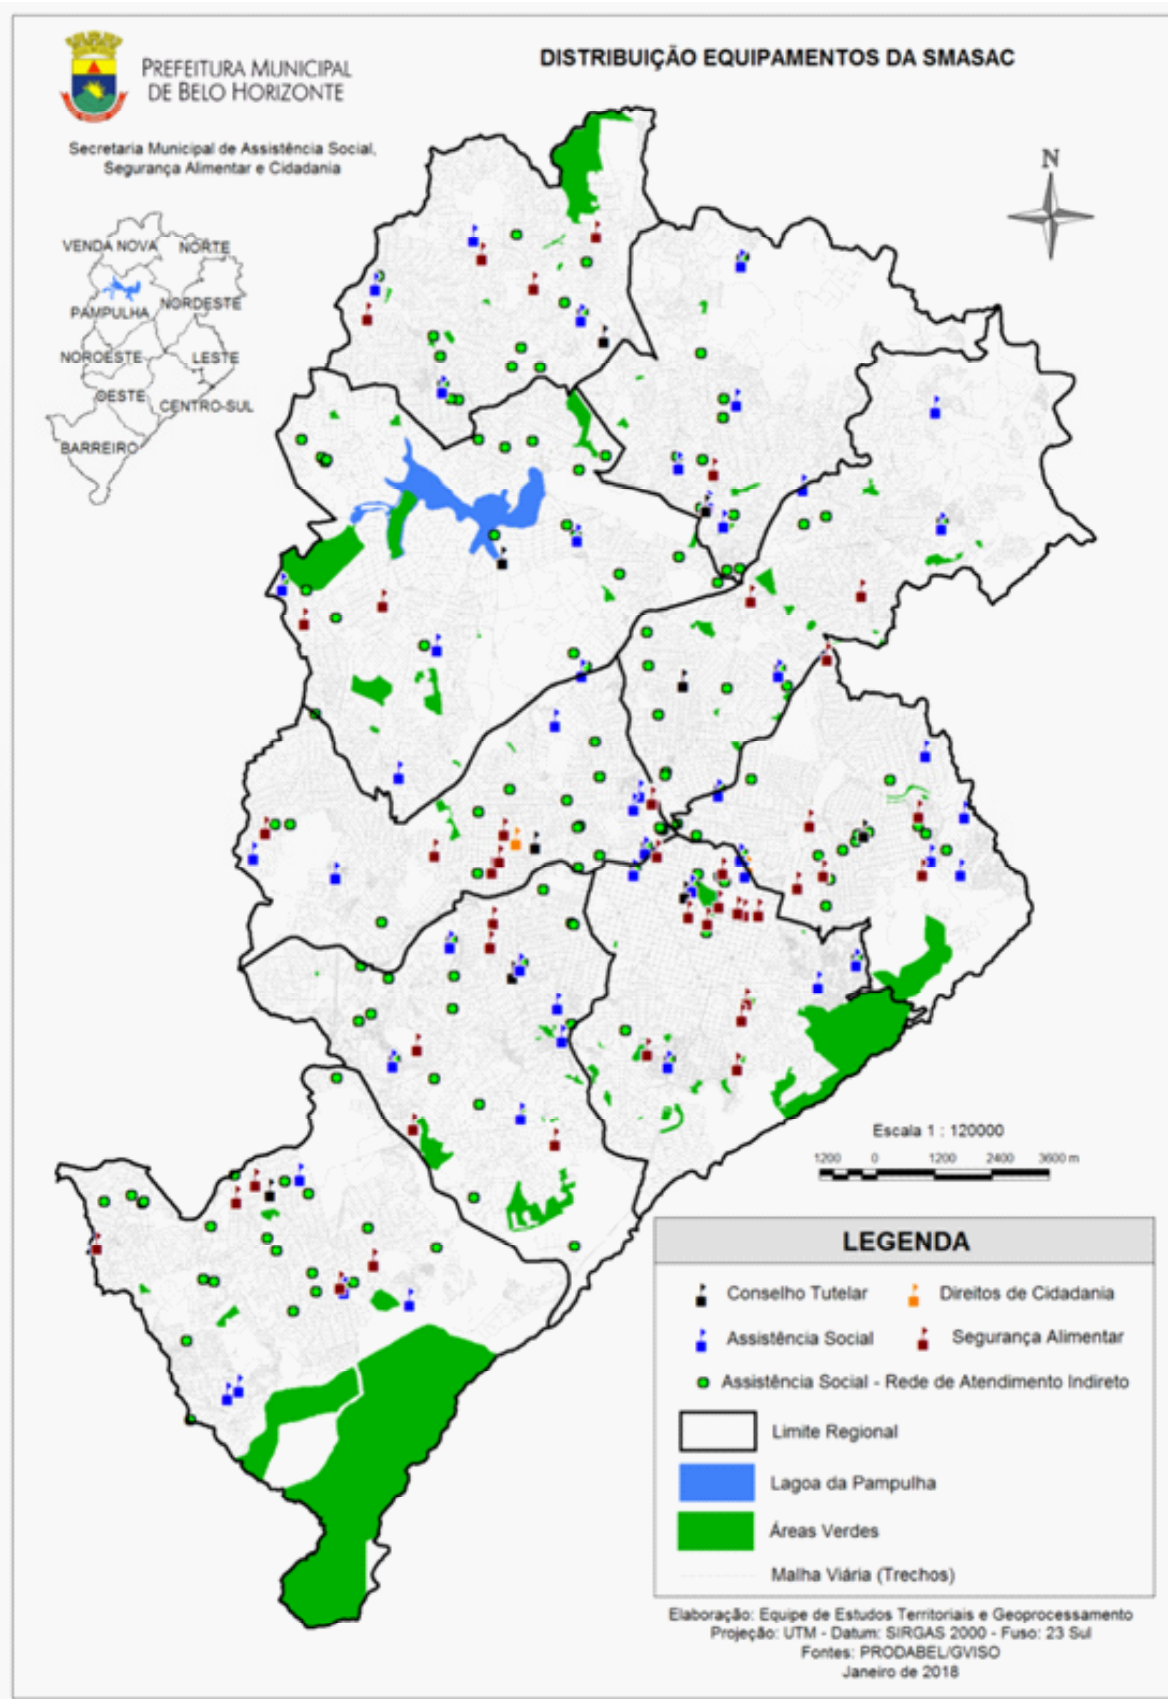 PREFEITURA MUNICIPAL
DE BELO HORIZONTE
DISTRIBUIÇÃO EQUIPAMENTOS DA SMASAC
Secretaria Municipal de Assistência Social,
Segurança Alimentar e Cidadania
N
VENDA NOVA
NORTE
PAMPULHA
NORDESTE
NOROESTE
LESTE
OESTE
CENTRO-SUL
BARREIRO
Escala 1 : 120000
1200 0 1200 2400 3600 m
LEGENDA
Conselho Tutelar
Direitos de Cidadania
Assistência Social
Segurança Alimentar
Assistência Social - Rede de Atendimento Indireto
Limite Regional
Lagoa da Pampulha
Áreas Verdes
Malha Viária (Trechos)
Elaboração: Equipe de Estudos Territoriais e Geoprocessamento
Projeção: UTM - Datum: SIRGAS 2000 - Fuso: 23 Sul
Fontes: PRODABEL/GVISO
Janeiro de 2018